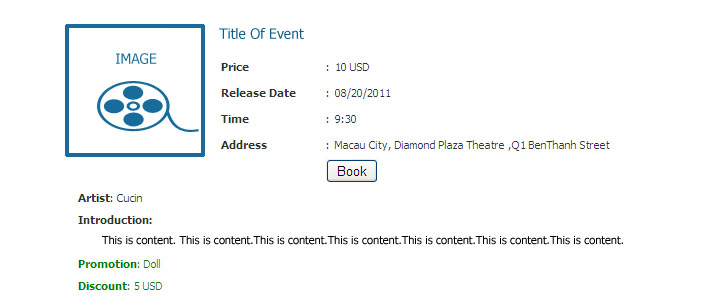 IMAGE
Title Of Event
Price : 10 USD
Release Date : 08/20/2011
Time : 9:30
Address : Macau City, Diamond Plaza Theatre ,Q1 BenThanh Street
Book
Artist: Cucin
Introduction:
This is content. This is content.This is content.This is content.This is content.This is content.This is content.
Promotion: Doll
Discount: 5 USD